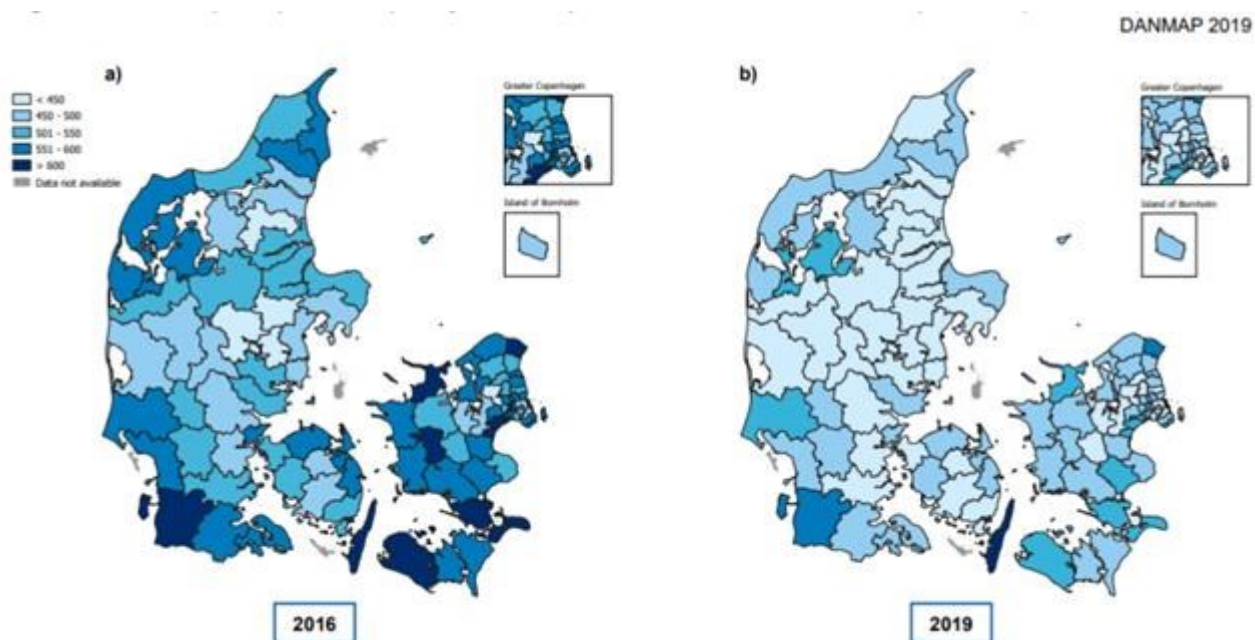 DANMAP 2019
a)
< 450
450 - 500
501 - 550
551 - 600
> 600
Data not available
Greater Copenhagen
Island of Bornholm
2016
b)
Greater Copenhagen
Island of Bornholm
2019